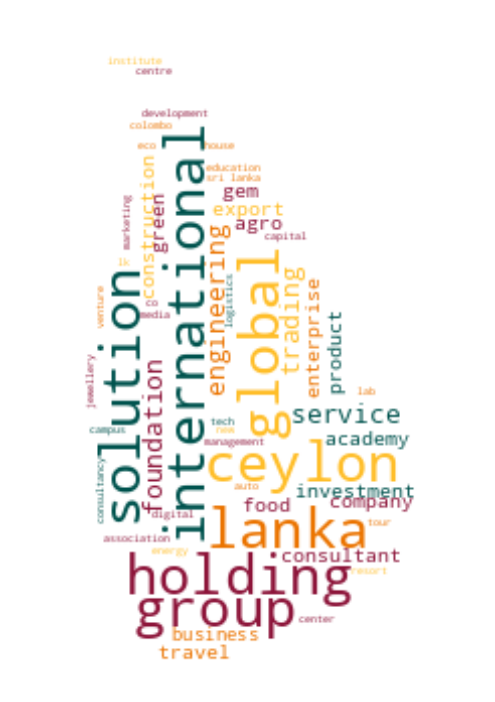 institute
centre
development
colombo
eco
house
international
education
sri lanka
construction
marketing
green
gem
export
agro
capital
engineering
lk
global
solution
trading
logistics
enterprise
venture
co
media
product
jewellery
foundation
lab
service
tech
new
campus
academy
management
ceylon
consultancy
auto
investment
company
food
digital
lanka
tour
association
energy
consultant
holding
resort
group
center
business
travel